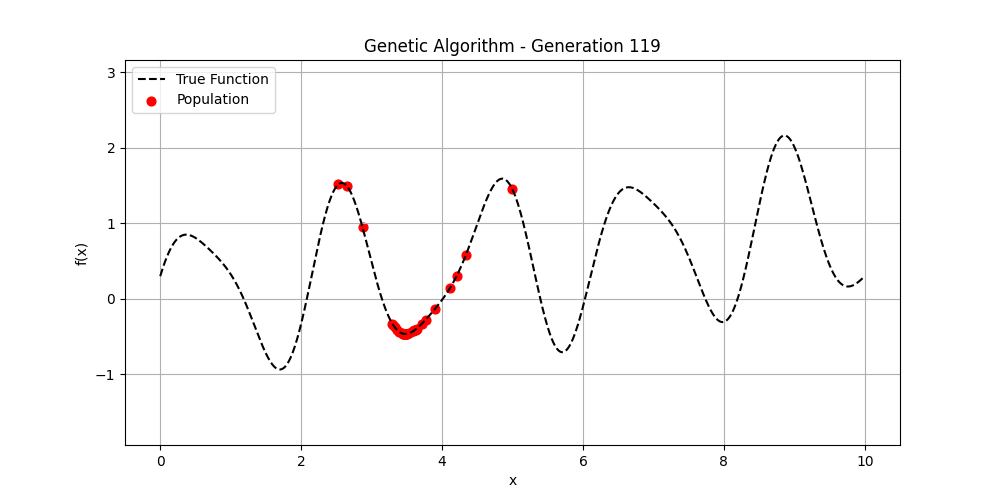 Genetic Algorithm - Generation 119
True Function
Population
f(x)
3
2
1
0
−1
0 2 4 6 8 10
x